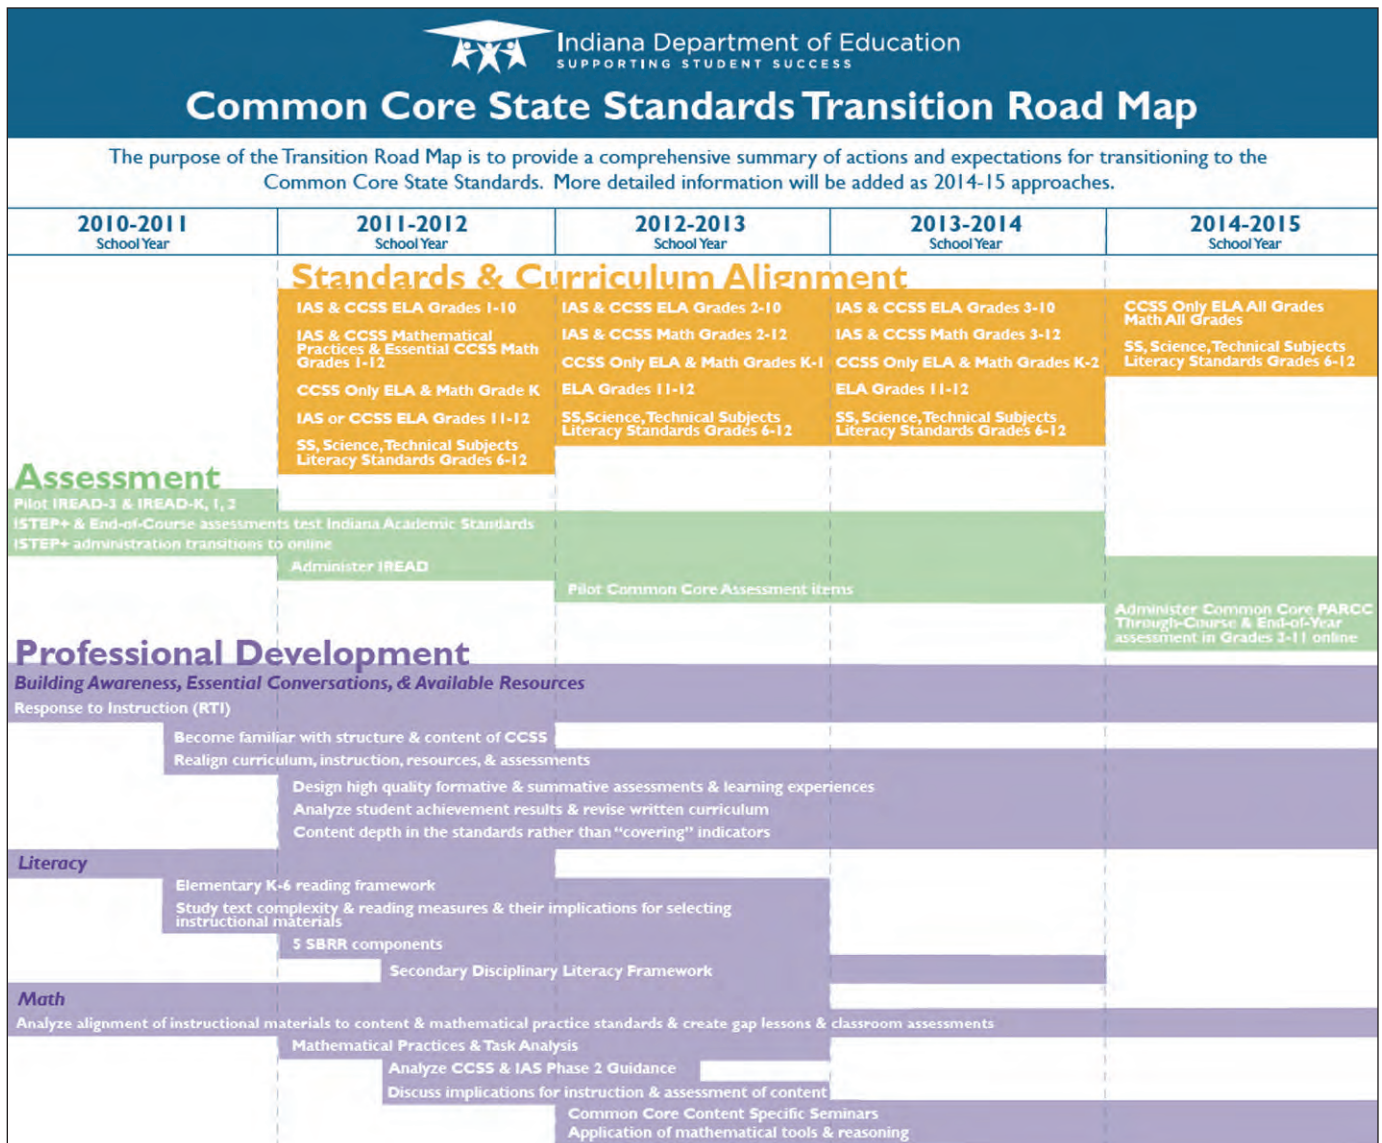 Indiana Department of Education
SUPPORTING STUDENT SUCCESS
Common Core State Standards Transition Road Map
The purpose of the Transition Road Map is to provide a comprehensive summary of actions and expectations for transitioning to the
Common Core State Standards. More detailed information will be added as 2014-15 approaches.
2010-2011
School Year
2011-2012
School Year
2012-2013
School Year
2013-2014
School Year
2014-2015
School Year
Standards & Curriculum Alignment
IAS & CCSS ELA Grades 1-10
IAS & CCSS Mathematical
Practices & Essential CCSS Math
Grades 1-12
CCSS Only ELA & Math Grade K
IAS or CCSS ELA Grades 11-12
SS, Science, Technical Subjects
Literacy Standards Grades 6-12
IAS & CCSS ELA Grades 2-10
IAS & CCSS Math Grades 2-12
CCSS Only ELA & Math Grades K-1
ELA Grades 11-12
SS,Science, Technical Subjects
Literacy Standards Grades 6-12
IAS & CCSS ELA Grades 3-10
IAS & CCSS Math Grades 3-12
CCSS Only ELA & Math Grades K-2
ELA Grades 11-12
SS, Science, Technical Subjects
Literacy Standards Grades 6-12
CCSS Only ELA All Grades
Math All Grades
SS, Science, Technical Subjects
Literacy Standards Grades 6-12
Assessment
Pilot IREAD-3 & IREAD-K, 1, 2
ISTEP+ & End-of-Course assessments test Indiana Academic Standards
ISTEP+ administration transitions to online
Administer IREAD
Pilot Common Core Assessment items
Administer Common Core PARCC
Through-Course & End-of-Year
assessment in Grades 3-11 online
Professional Development
Building Awareness, Essential Conversations, & Available Resources
Response to Instruction (RTI)
Become familiar with structure & content of CCSS
Realign curriculum, instruction, resources, & assessments
Design high quality formative & summative assessments & learning experiences
Analyze student achievement results & revise written curriculum
Content depth in the standards rather than “covering” indicators
Literacy
Elementary K-6 reading framework
Study text complexity & reading measures & their implications for selecting
instructional materials
5 SBRR components
Secondary Disciplinary Literacy Framework
Math
Analyze alignment of instructional materials to content & mathematical practice standards & create gap lessons & classroom assessments
Mathematical Practices & Task Analysis
Analyze CCSS & IAS Phase 2 Guidance
Discuss implications for instruction & assessment of content
Common Core Content Specific Seminars
Application of mathematical tools & reasoning